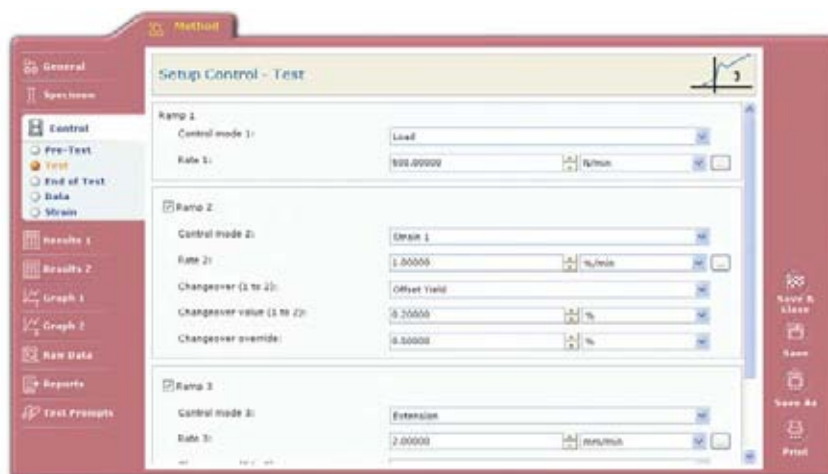 Method
General
Specimen
Control
Pre-Test
Test
End of Test
Data
Strain
Results 1
Results 2
Graph 1
Graph 2
Raw Data
Reports
Test Prompts
Setup Control - Test
3
Ramp 1
Control mode 1: Load
Rate 1: 500.00000 N/min ...
Ramp 2
Control mode 2: Strain 1
Rate 2: 1.00000 %/min ...
Changeover (1 to 2): Offset Yield
Changeover value (1 to 2): 0.20000 %
Changeover override: 0.50000 %
Ramp 3
Control mode 3: Extension
Rate 3: 2.00000 mm/min ...
Save & Close
Save
Save As
Print